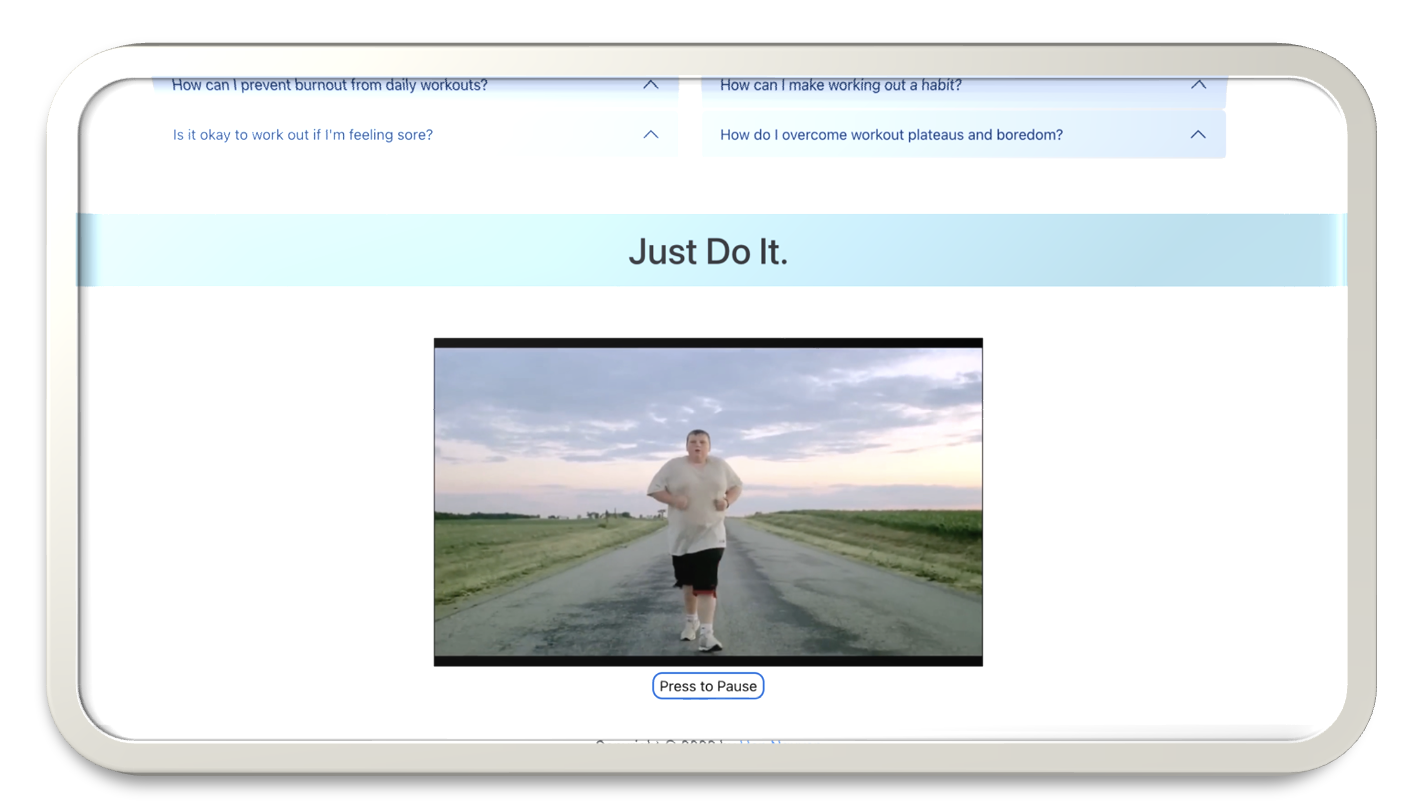 How can I prevent burnout from daily workouts?
How can I make working out a habit?
Is it okay to work out if I'm feeling sore?
How do I overcome workout plateaus and boredom?
Just Do It.
Press to Pause